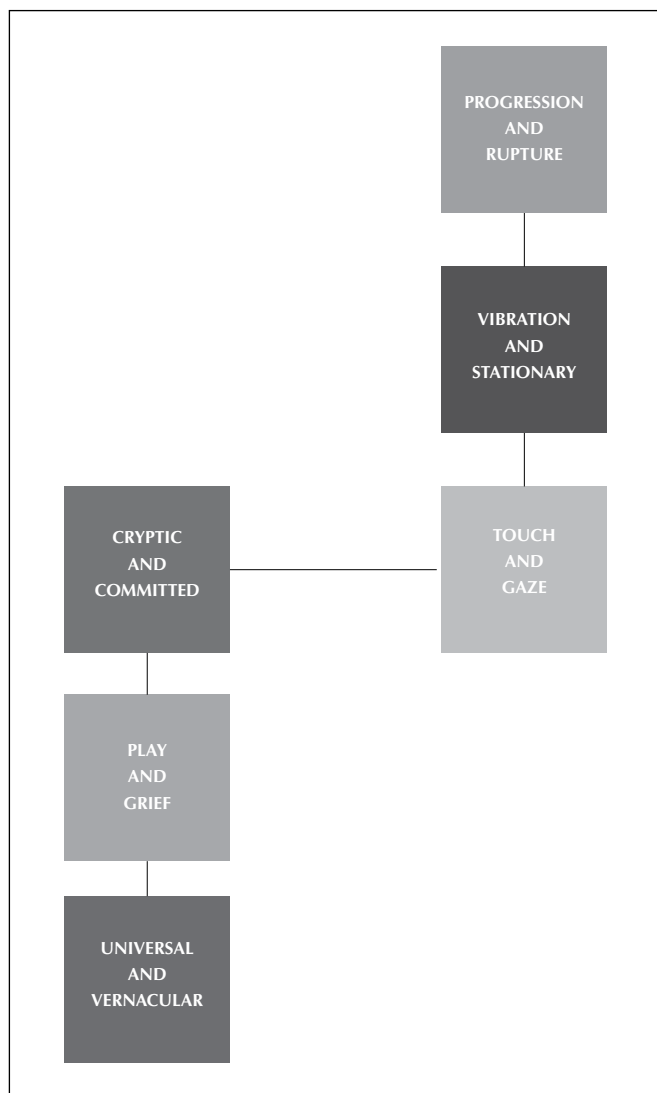 PROGRESSION
AND
RUPTURE
VIBRATION
AND
STATIONARY
CRYPTIC
AND
COMMITTED
TOUCH
AND
GAZE
PLAY
AND
GRIEF
UNIVERSAL
AND
VERNACULAR